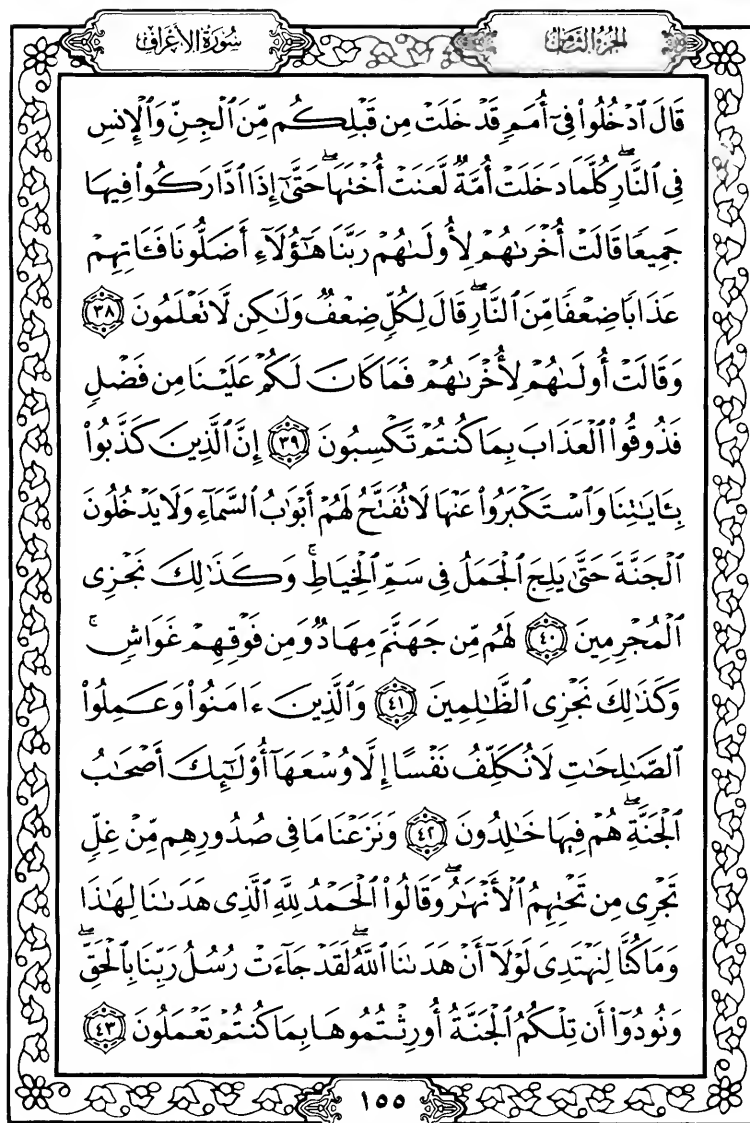 سُورَةُ الأَعْرَافِ
الجُزْءُ الثَّامِنُ
قَالَ ٱدْخُلُوا۟ فِىٓ أُمَمٍ قَدْ خَلَتْ مِن قَبْلِكُم مِّنَ ٱلْجِنِّ وَٱلْإِنسِ
فِى ٱلنَّارِ ۖ كُلَّمَا دَخَلَتْ أُمَّةٌ لَّعَنَتْ أُخْتَهَا ۖ حَتَّىٰٓ إِذَا ٱدَّارَكُوا۟ فِيهَا
جَمِيعًا قَالَتْ أُخْرَىٰهُمْ لِأُولَىٰهُمْ رَبَّنَا هَٰٓؤُلَآءِ أَضَلُّونَا فَـَٔاتِهِمْ
عَذَابًا ضِعْفًا مِّنَ ٱلنَّارِ ۖ قَالَ لِكُلٍّ ضِعْفٌ وَلَٰكِن لَّا تَعْلَمُونَ ٣٨
وَقَالَتْ أُولَىٰهُمْ لِأُخْرَىٰهُمْ فَمَا كَانَ لَكُمْ عَلَيْنَا مِن فَضْلٍ
فَذُوقُوا۟ ٱلْعَذَابَ بِمَا كُنتُمْ تَكْسِبُونَ ٣٩ إِنَّ ٱلَّذِينَ كَذَّبُوا۟
بِـَٔايَٰتِنَا وَٱسْتَكْبَرُوا۟ عَنْهَا لَا تُفَتَّحُ لَهُمْ أَبْوَٰبُ ٱلسَّمَآءِ وَلَا يَدْخُلُونَ
ٱلْجَنَّةَ حَتَّىٰ يَلِجَ ٱلْجَمَلُ فِى سَمِّ ٱلْخِيَاطِ ۚ وَكَذَٰلِكَ نَجْزِى
ٱلْمُجْرِمِينَ ٤٠ لَهُم مِّن جَهَنَّمَ مِهَادٌ وَمِن فَوْقِهِمْ غَوَاشٍ ۚ
وَكَذَٰلِكَ نَجْزِى ٱلظَّٰلِمِينَ ٤١ وَٱلَّذِينَ ءَامَنُوا۟ وَعَمِلُوا۟
ٱلصَّٰلِحَٰتِ لَا نُكَلِّفُ نَفْسًا إِلَّا وُسْعَهَآ أُو۟لَٰٓئِكَ أَصْحَٰبُ
ٱلْجَنَّةِ ۖ هُمْ فِيهَا خَٰلِدُونَ ٤٢ وَنَزَعْنَا مَا فِى صُدُورِهِم مِّنْ غِلٍّ
تَجْرِى مِن تَحْتِهِمُ ٱلْأَنْهَٰرُ ۖ وَقَالُوا۟ ٱلْحَمْدُ لِلَّهِ ٱلَّذِى هَدَىٰنَا لِهَٰذَا
وَمَا كُنَّا لِنَهْتَدِىَ لَوْلَآ أَنْ هَدَىٰنَا ٱللَّهُ ۖ لَقَدْ جَآءَتْ رُسُلُ رَبِّنَا بِٱلْحَقِّ ۖ
وَنُودُوٓا۟ أَن تِلْكُمُ ٱلْجَنَّةُ أُورِثْتُمُوهَا بِمَا كُنتُمْ تَعْمَلُونَ ٤٣
١٥٥